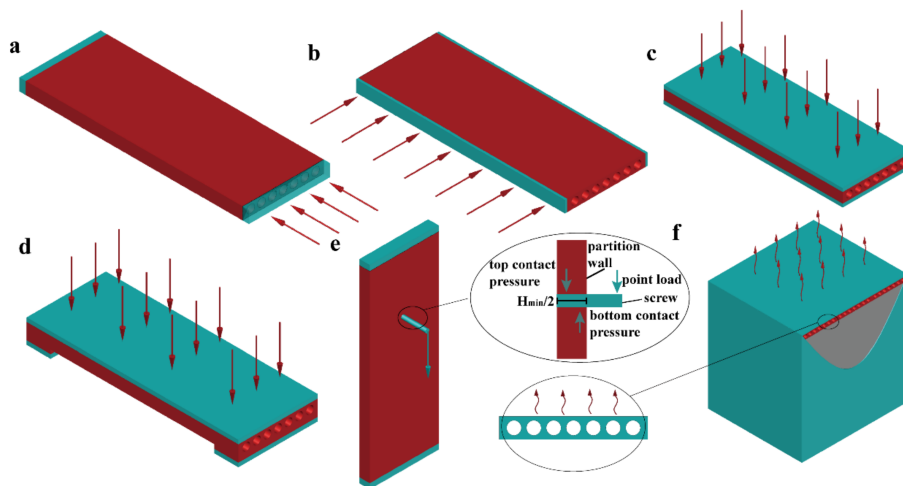 a
b
c
d
e
f
top contact
pressure
Hmin/2
partition
wall
point load
screw
bottom contact
pressure